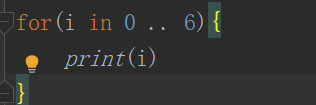 for(i in 0 .. 6){
print(i)
}